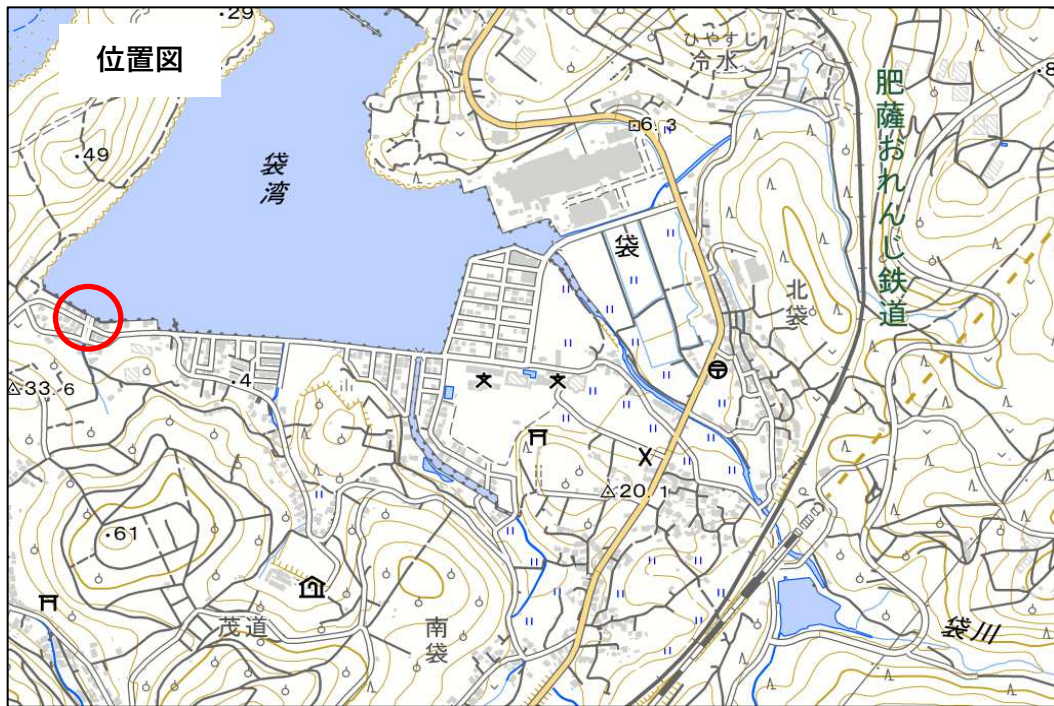 位置図
・29
ひやすじ
冷水
・8
6.3
肥薩おれんじ鉄道
・49
袋湾
袋
北袋
・4
△33.6
△20.1
・61
茂道
南袋
袋川